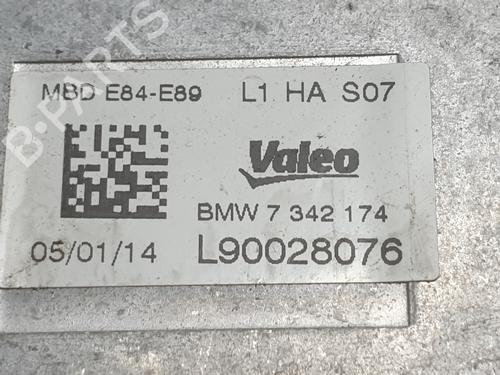 B-PARTS
MBD E84-E89 L1 HA S07
Valeo
BMW 7 342 174
05/01/14 L90028076